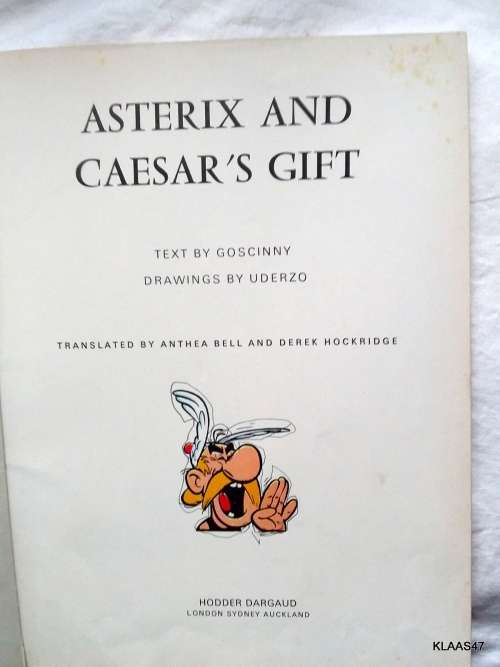 ASTERIX AND
CAESAR'S GIFT
TEXT BY GOSCINNY
DRAWINGS BY UDERZO
TRANSLATED BY ANTHEA BELL AND DEREK HOCKRIDGE
HODDER DARGAUD
LONDON SYDNEY AUCKLAND
KLAAS47